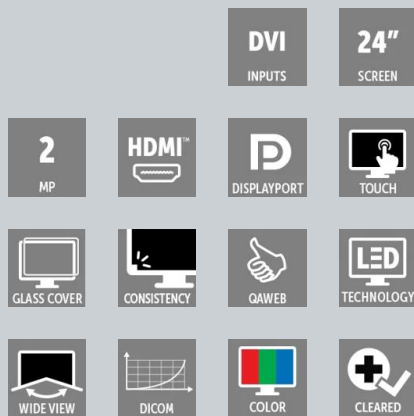 DVI
INPUTS
24"
SCREEN
2
MP
HDMI™
DISPLAYPORT
TOUCH
GLASS COVER
CONSISTENCY
QAWEB
LED
TECHNOLOGY
WIDE VIEW
DICOM
COLOR
CLEARED